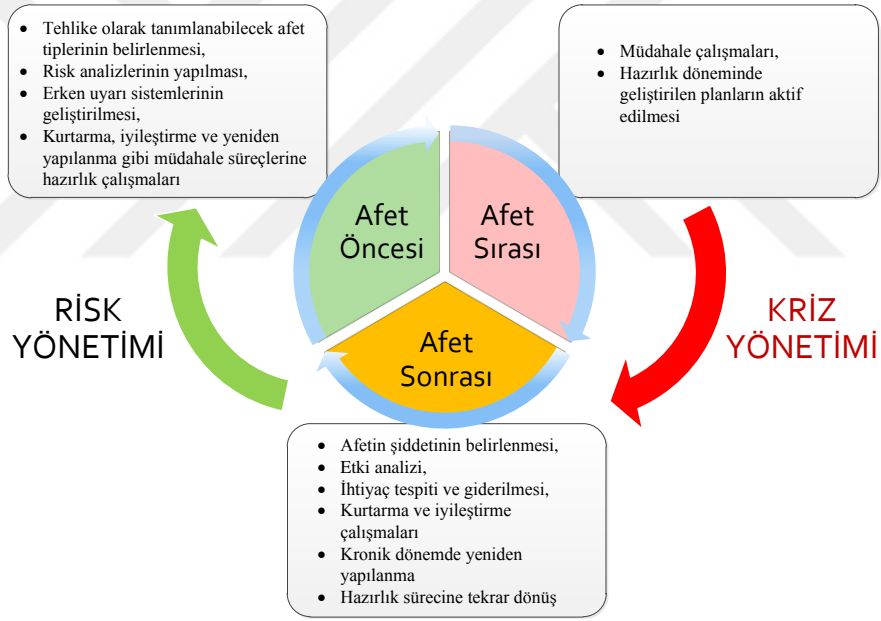 • Tehlike olarak tanımlanabilecek afet
tiplerinin belirlenmesi,
• Risk analizlerinin yapılması,
• Erken uyarı sistemlerinin
geliştirilmesi,
• Kurtarma, iyileştirme ve yeniden
yapılanma gibi müdahale süreçlerine
hazırlık çalışmaları
• Müdahale çalışmaları,
• Hazırlık döneminde
geliştirilen planların aktif
edilmesi
Afet
Öncesi
Afet
Sırası
Afet
Sonrası
RİSK
YÖNETİMİ
KRİZ
YÖNETİMİ
• Afetin şiddetinin belirlenmesi,
• Etki analizi,
• İhtiyaç tespiti ve giderilmesi,
• Kurtarma ve iyileştirme
çalışmaları
• Kronik dönemde yeniden
yapılanma
• Hazırlık sürecine tekrar dönüş